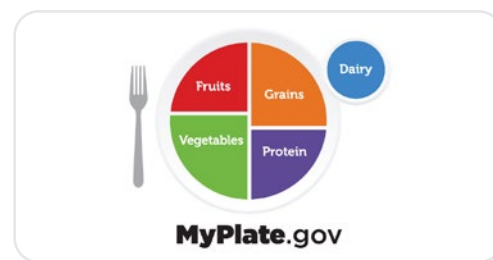 Dairy
Fruits
Grains
Vegetables
Protein
MyPlate.gov